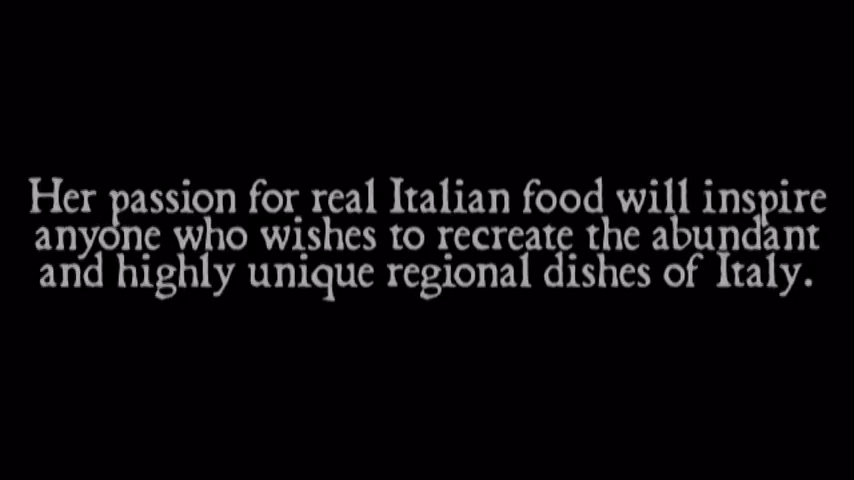 Her passion for real Italian food will inspire
anyone who wishes to recreate the abundant
and highly unique regional dishes of Italy.